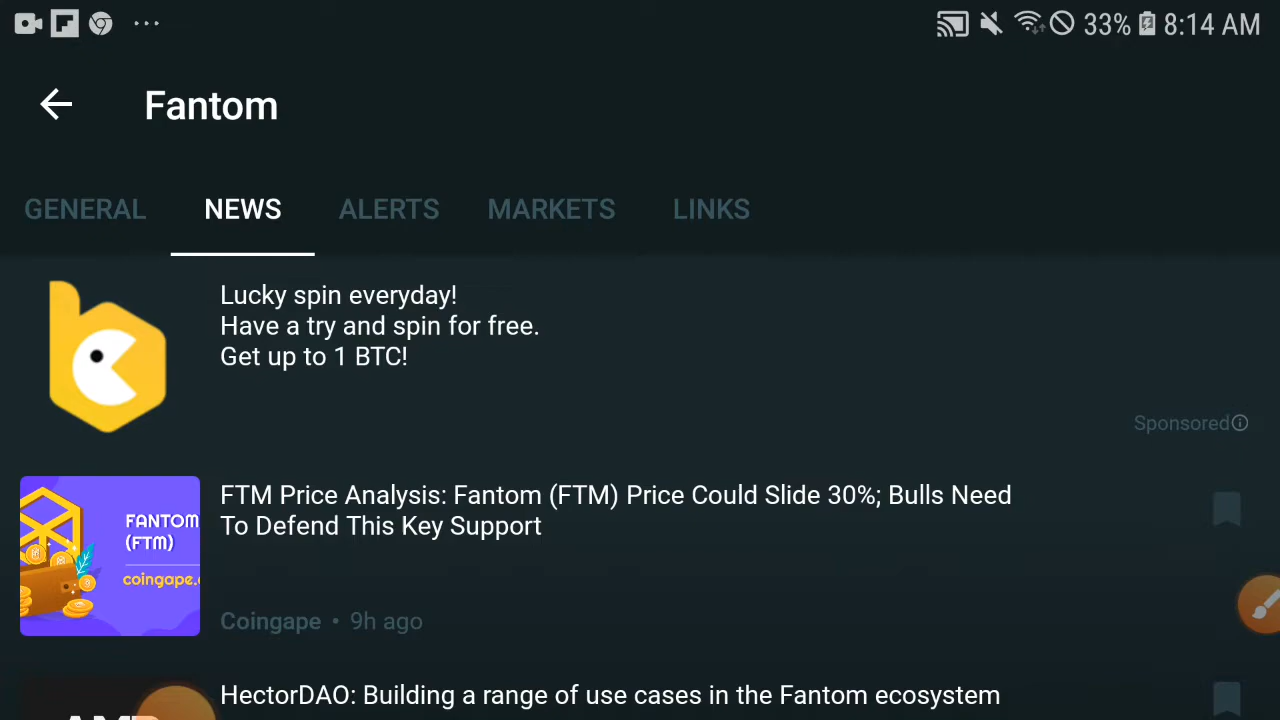 33% 8:14 AM
Fantom
GENERAL NEWS ALERTS MARKETS LINKS
Lucky spin everyday!
Have a try and spin for free.
Get up to 1 BTC!
Sponsored
FANTOM
(FTM)
coingape.
FTM Price Analysis: Fantom (FTM) Price Could Slide 30%; Bulls Need
To Defend This Key Support
Coingape • 9h ago
HectorDAO: Building a range of use cases in the Fantom ecosystem